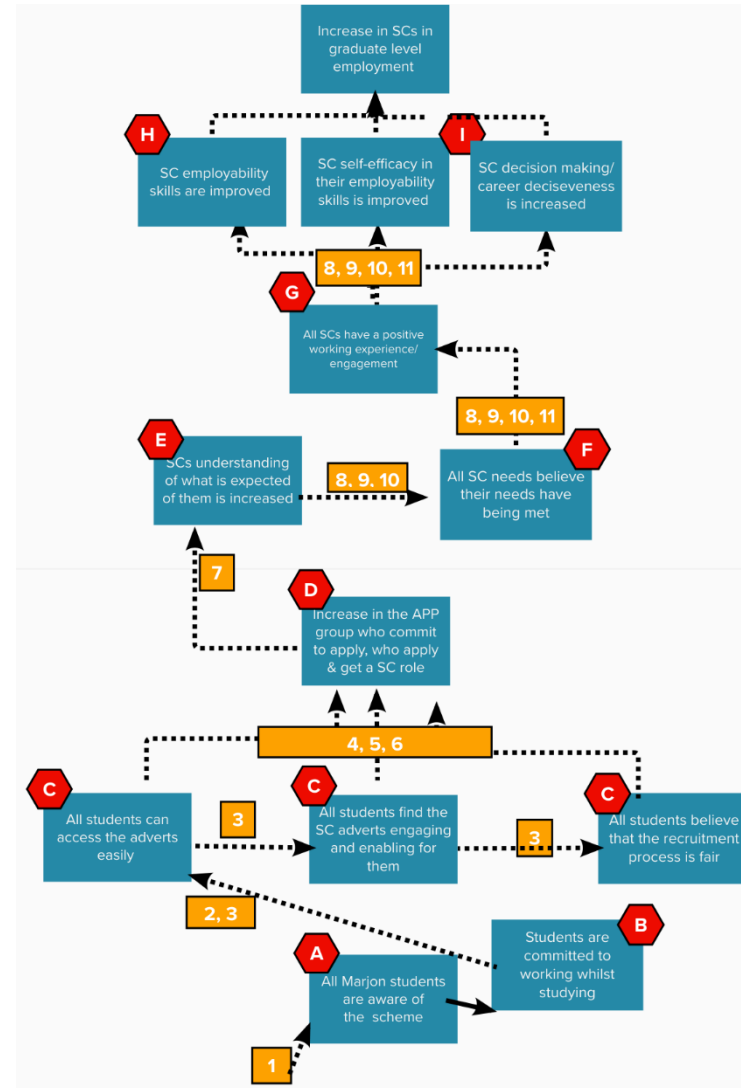 Increase in SCs in
graduate level
employment
H
SC employability
skills are improved
SC self-efficacy in
their employability
skills is improved
I
SC decision making/
career deciseveness
is increased
8, 9, 10, 11
G
All SCs have a positive
working experience/
engagement
8, 9, 10, 11
E
SCs understanding
of what is expected
of them is increased
8, 9, 10
F
All SC needs believe
their needs have
being met
7
D
Increase in the APP
group who commit
to apply, who apply
& get a SC role
4, 5, 6
C
All students can
access the adverts
easily
3
C
All students find the
SC adverts engaging
and enabling for
them
3
C
All students believe
that the recruitment
process is fair
2, 3
B
Students are
committed to
working whilst
studying
A
All Marjon students
are aware of
the scheme
1